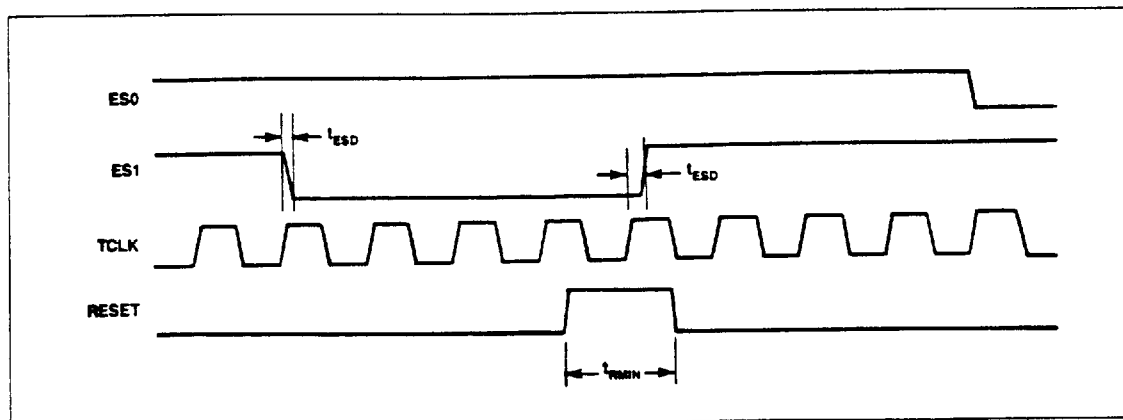 ES0
tESD
ES1
tESD
TCLK
RESET
tRMIN